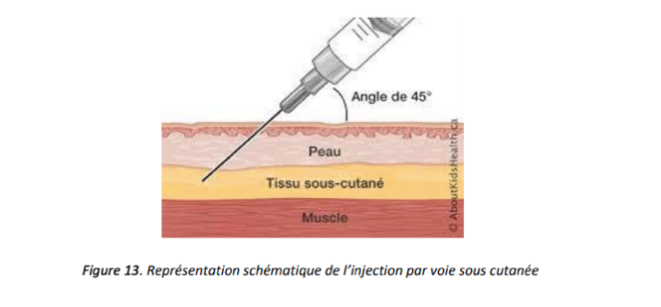 Angle de 45°
Peau
Tissu sous-cutané
Muscle
© AboutKidsHealth.ca
Figure 13. Représentation schématique de l’injection par voie sous cutanée